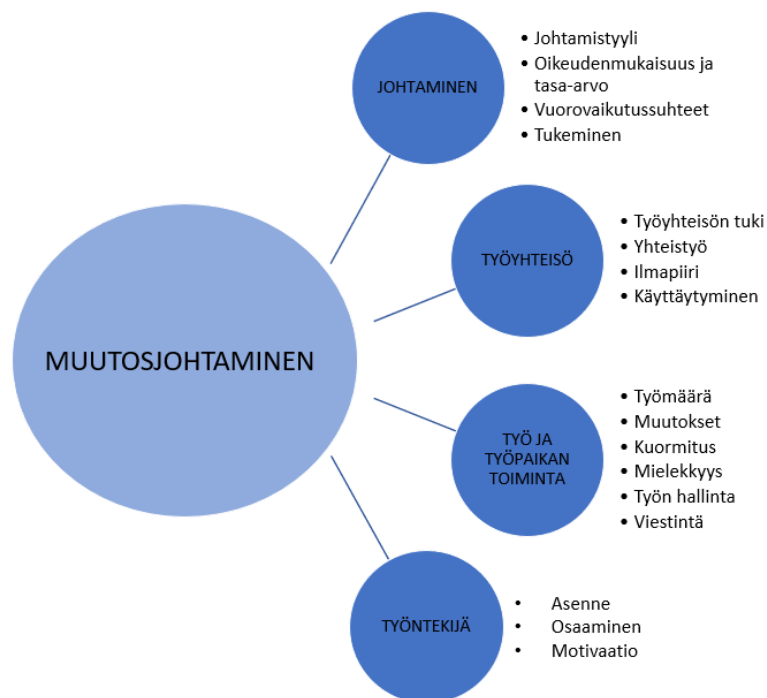 JOHTAMINEN
• Johtamistyyli
• Oikeudenmukaisuus ja
tasa-arvo
• Vuorovaikutussuhteet
• Tukeminen
TYÖYHTEISÖ
• Työyhteisön tuki
• Yhteistyö
• Ilmapiiri
• Käyttäytyminen
MUUTOSJOHTAMINEN
TYÖ JA
TYÖPAIKAN
TOIMINTA
• Työmäärä
• Muutokset
• Kuormitus
• Mielekkyys
• Työn hallinta
• Viestintä
TYÖNTEKIJÄ
• Asenne
• Osaaminen
• Motivaatio